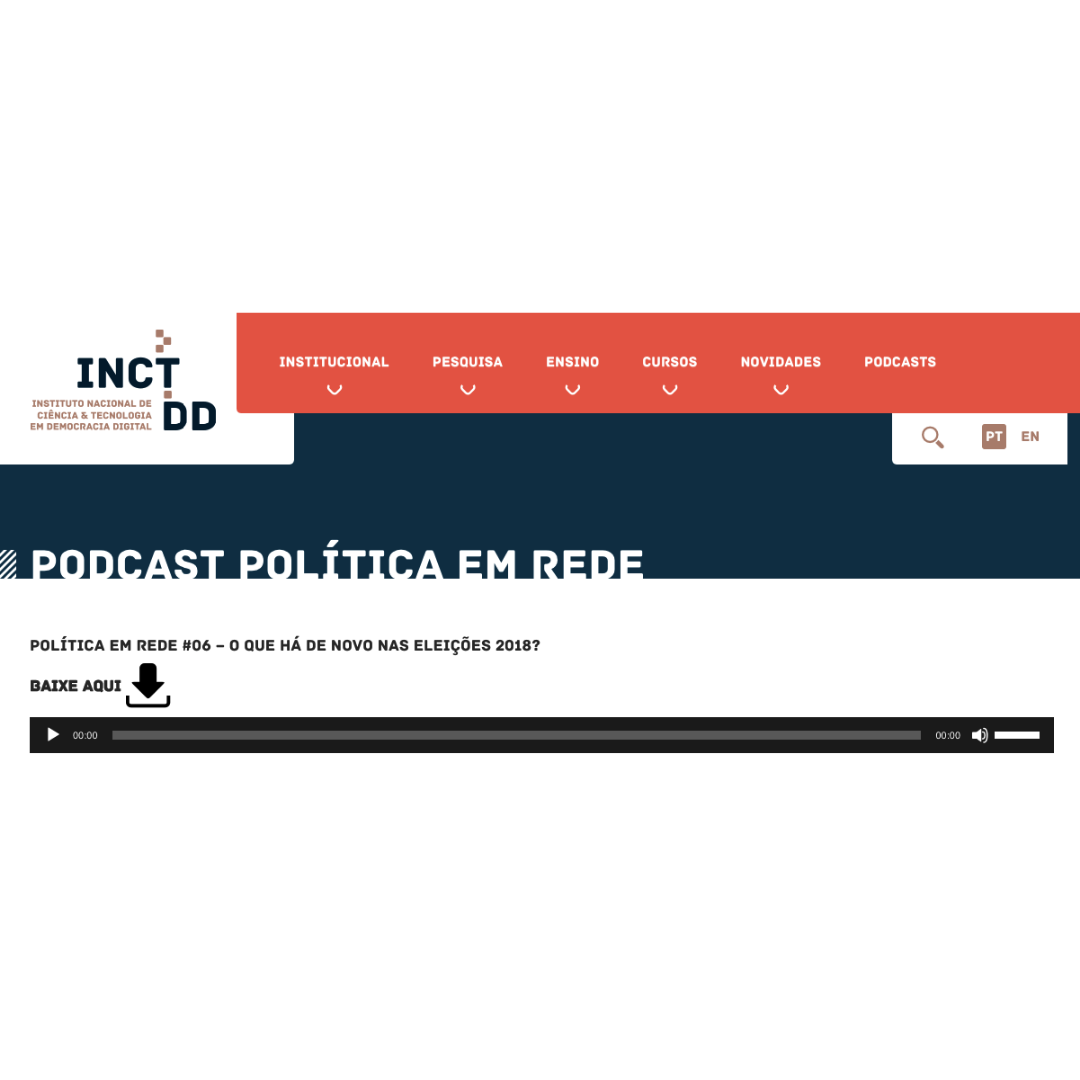 INCT
INSTITUTO NACIONAL DE
CIÊNCIA & TECNOLOGIA
EM DEMOCRACIA DIGITAL
DD
INSTITUCIONAL PESQUISA ENSINO CURSOS NOVIDADES PODCASTS
PT EN
PODCAST POLÍTICA EM REDE
POLÍTICA EM REDE #06 – O QUE HÁ DE NOVO NAS ELEIÇÕES 2018?
BAIXE AQUI
00:00 00:00